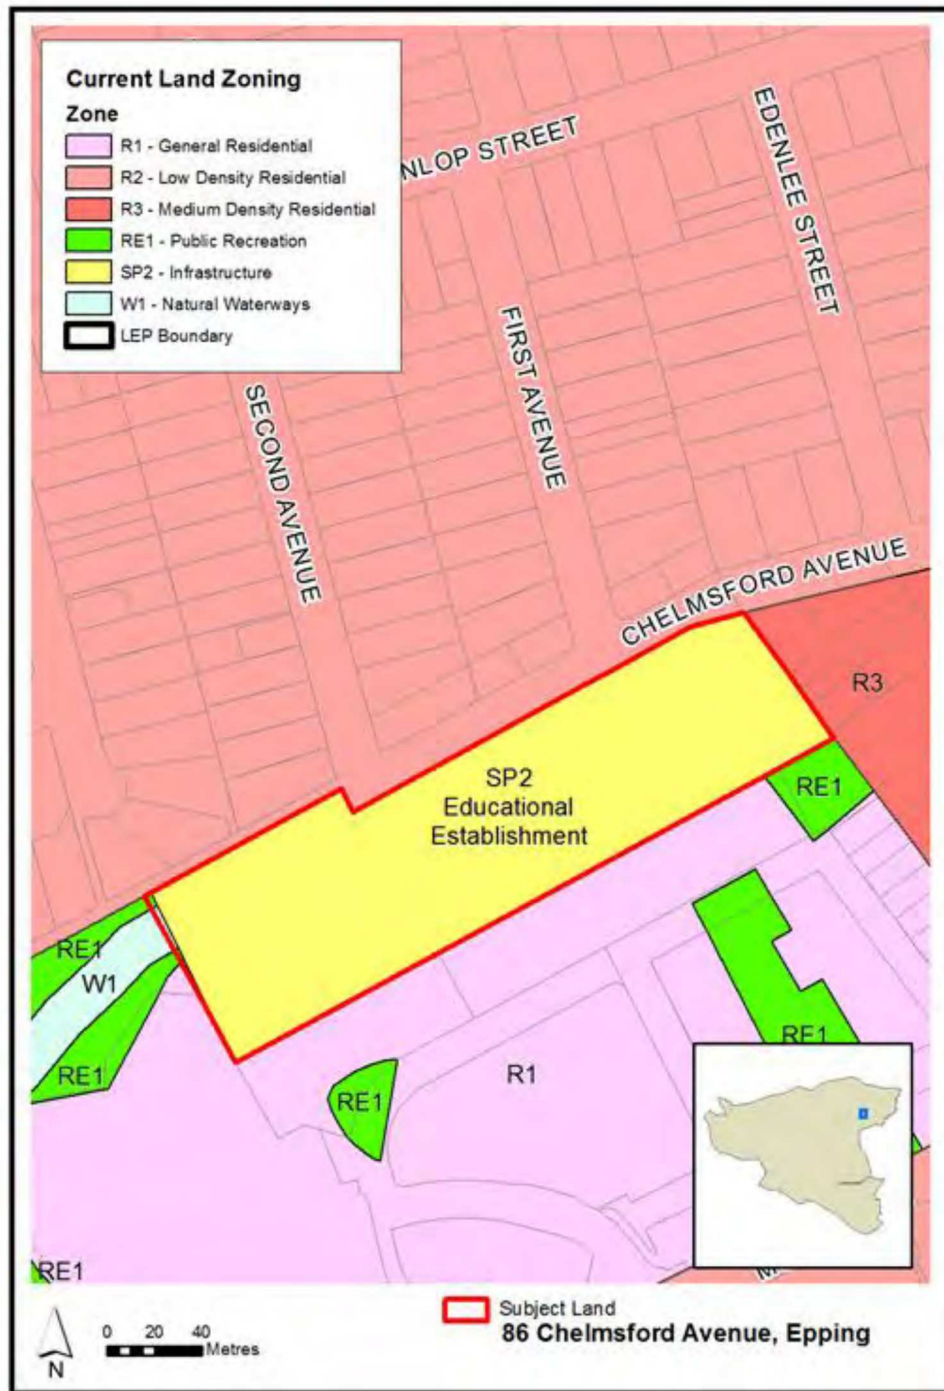 Current Land Zoning
Zone
R1 - General Residential
R2 - Low Density Residential
R3 - Medium Density Residential
RE1 - Public Recreation
SP2 - Infrastructure
W1 - Natural Waterways
LEP Boundary
NLOP STREET
EDENLEE STREET
FIRST AVENUE
SECOND AVENUE
CHELMSFORD AVENUE
R3
SP2
Educational
Establishment
RE1
RE1
W1
RE1
RE1
R1
RE1
RE1
N
0 20 40
Metres
Subject Land
86 Chelmsford Avenue, Epping